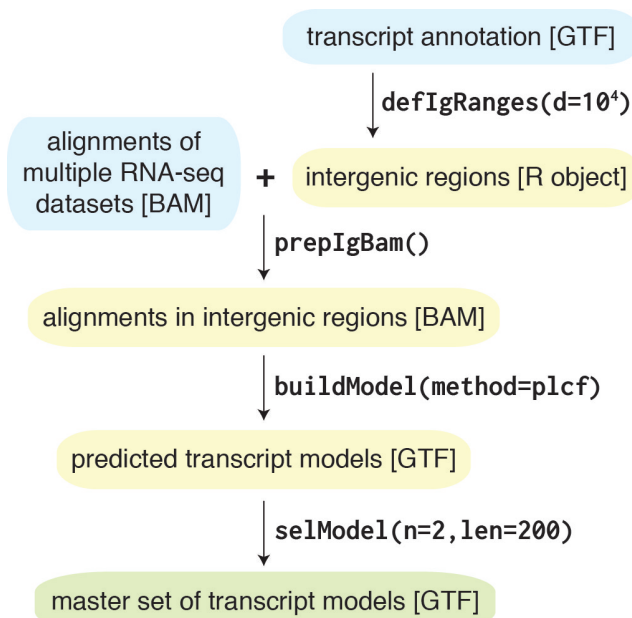 transcript annotation [GTF]
defIgRanges(d=10⁴)
alignments of
multiple RNA-seq
datasets [BAM]
+
intergenic regions [R object]
prepIgBam()
alignments in intergenic regions [BAM]
buildModel(method=plcf)
predicted transcript models [GTF]
selModel(n=2,len=200)
master set of transcript models [GTF]